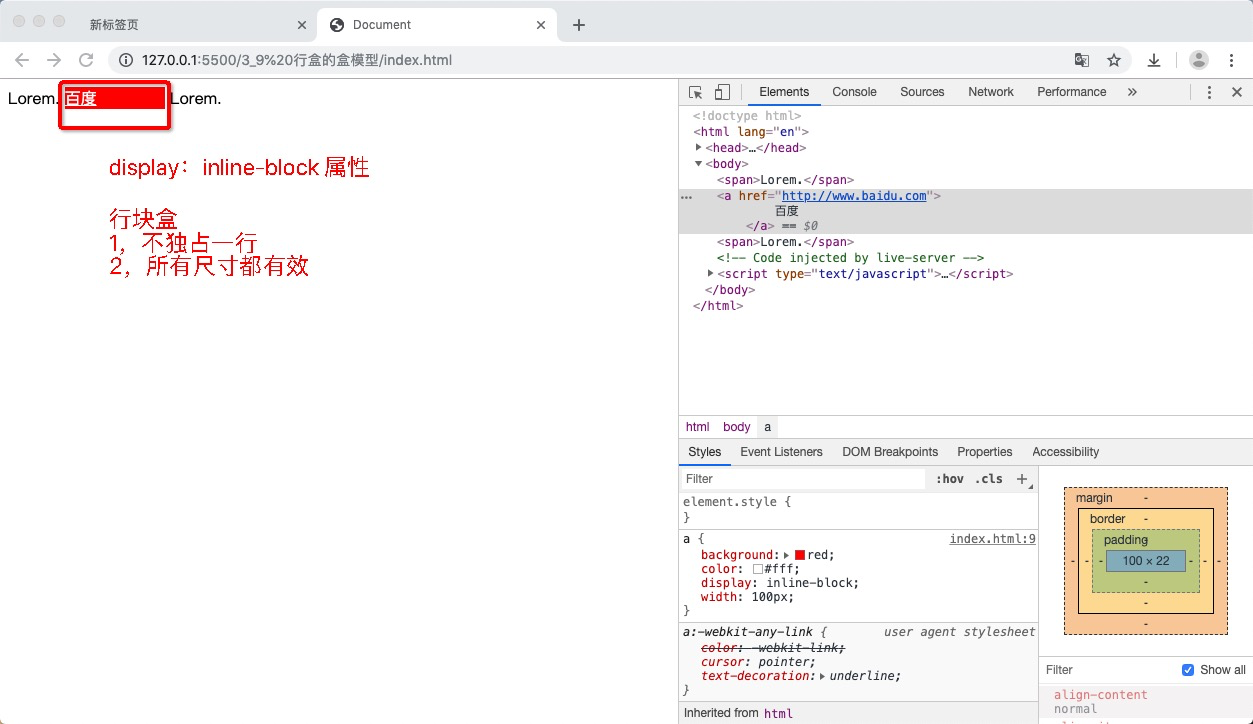 新标签页
Document
127.0.0.1:5500/3_9%20行盒的盒模型/index.html
Lorem. 百度 Lorem.
display：inline-block 属性
行块盒
1，不独占一行
2，所有尺寸都有效
Elements Console Sources Network Performance »
<!doctype html>
<html lang="en">
<head>…</head>
<body>
<span>Lorem.</span>
<a href="http://www.baidu.com">
百度
</a> == $0
<span>Lorem.</span>
<!-- Code injected by live-server -->
<script type="text/javascript">…</script>
</body>
</html>
html body a
Styles Event Listeners DOM Breakpoints Properties Accessibility
Filter :hov .cls +
element.style {
}
a { index.html:9
background: red;
color: #fff;
display: inline-block;
width: 100px;
}
a:-webkit-any-link { user agent stylesheet
color: -webkit-link;
cursor: pointer;
text-decoration: underline;
}
Inherited from html
margin -
border -
padding -
- - - 100 × 22 - - -
-
-
-
Filter Show all
align-content
normal